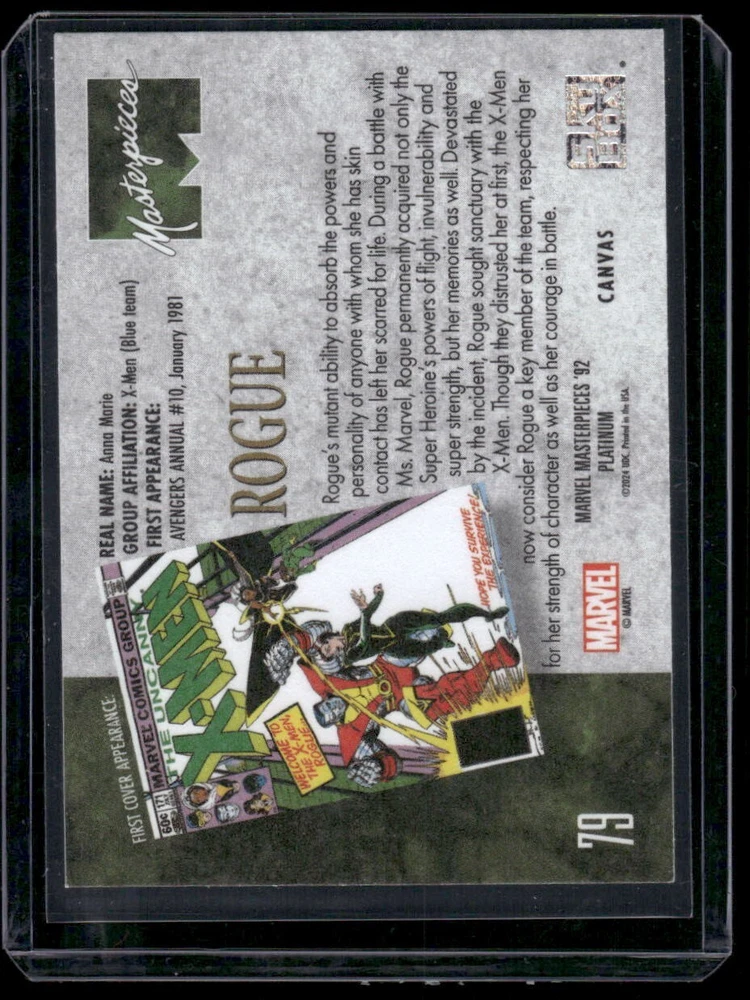 Masterpieces
REAL NAME: Anna Marie
GROUP AFFILIATION: X-Men (Blue team)
FIRST APPEARANCE:
AVENGERS ANNUAL #10, January 1981
ROGUE
Rogue's mutant ability to absorb the powers and
personality of anyone with whom she has skin
contact has left her scarred for life. During a battle with
Ms. Marvel, Rogue permanently acquired not only the
Super Heroine's powers of flight, invulnerability and
super strength, but her memories as well. Devastated
by the incident, Rogue sought sanctuary with the
X-Men. Though they distrusted her at first, the X-Men
now consider Rogue a key member of the team, respecting her
for her strength of character as well as her courage in battle.
FIRST COVER APPEARANCE:
MARVEL COMICS GROUP
60¢ 171
THE UNCANNY
X-MEN
WELCOME TO
THE X-MEN,
ROGUE...
...HOPE YOU SURVIVE
THE EXPERIENCE!
MARVEL
© MARVEL
MARVEL MASTERPIECES '92
PLATINUM
©2024 UDC. Printed in the USA.
CANVAS
SKYBOX
79